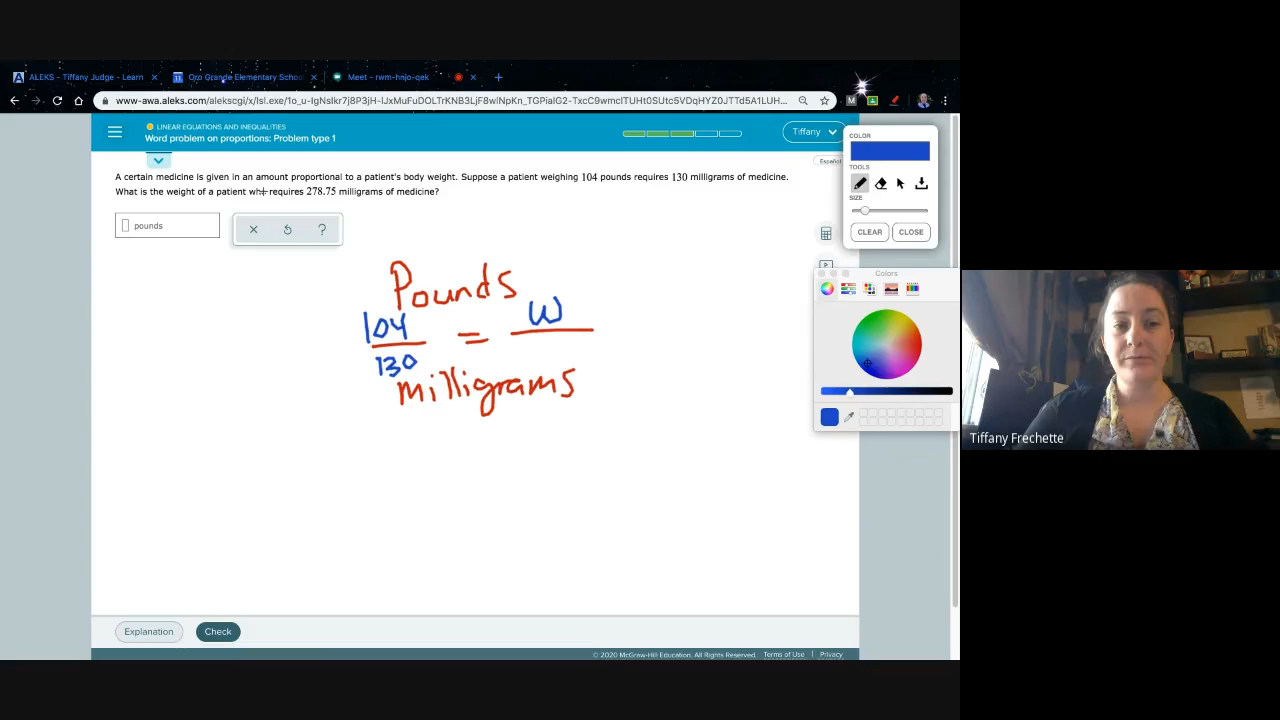 ALEKS - Tiffany Judge - Learn
Oro Grande Elementary Schoo
Meet - rwm-hnjo-qek
LINEAR EQUATIONS AND INEQUALITIES
Word problem on proportions: Problem type 1
Tiffany
Español
A certain medicine is given in an amount proportional to a patient's body weight. Suppose a patient weighing 104 pounds requires 130 milligrams of medicine.
What is the weight of a patient who requires 278.75 milligrams of medicine?
pounds
?
COLOR
TOOLS
SIZE
CLEAR
CLOSE
Colors
Pounds
104 = W
130
milligrams
Tiffany Frechette
Explanation
Check
© 2020 McGraw-Hill Education. All Rights Reserved. Terms of Use | Privacy